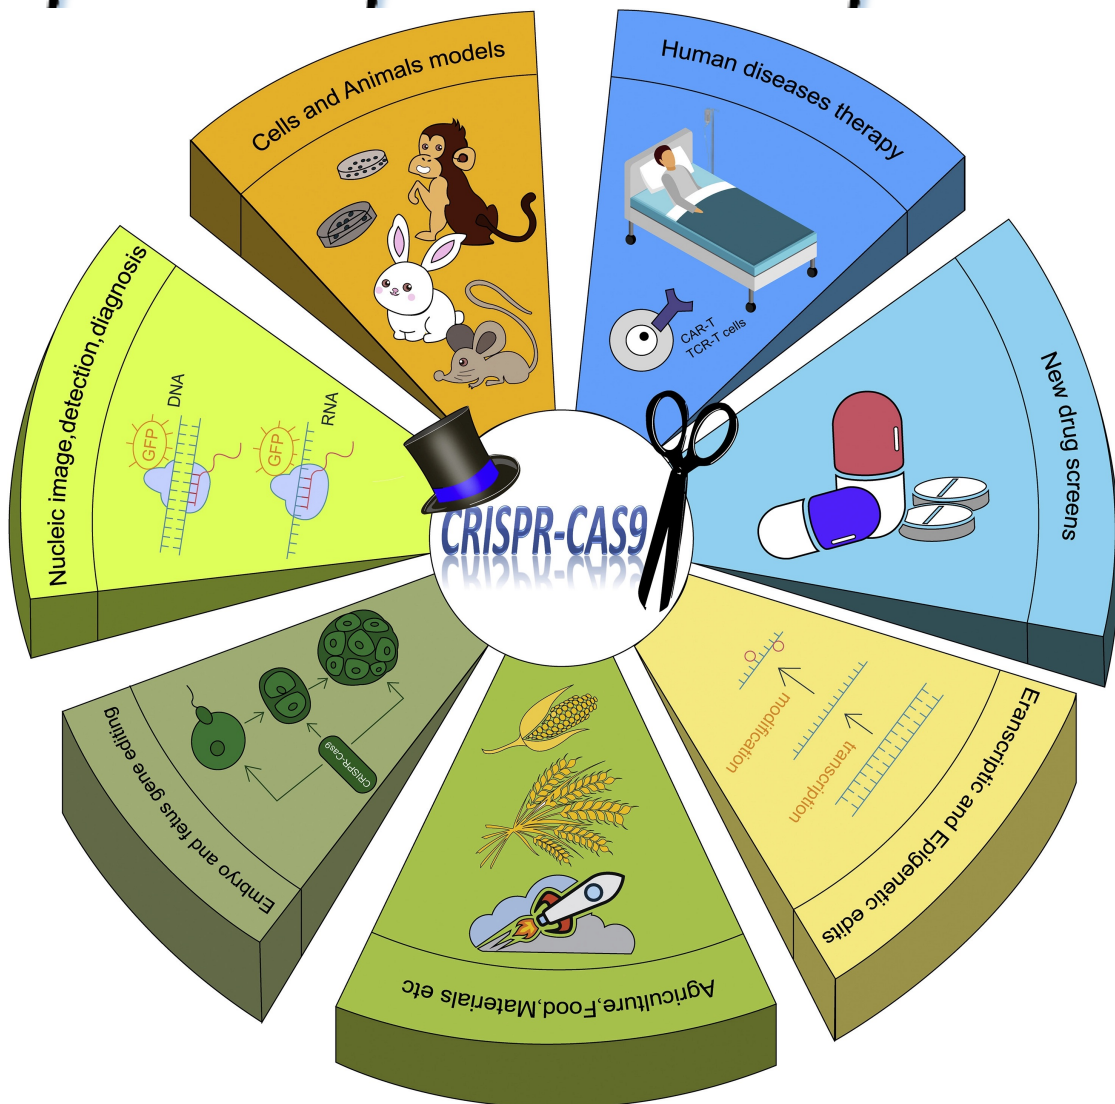 Cells and Animals models
Human diseases therapy
CAR-T
TCR-T cells
New drug screens
Eranscriptic and Epigenetic edits
modification
transcription
Agriculture,Food,Materials etc
Embryo and fetus gene editing
CRISPR-Cas9
Nucleic image,detection,diagnosis
GFP
DNA
GFP
RNA
CRISPR-CAS9